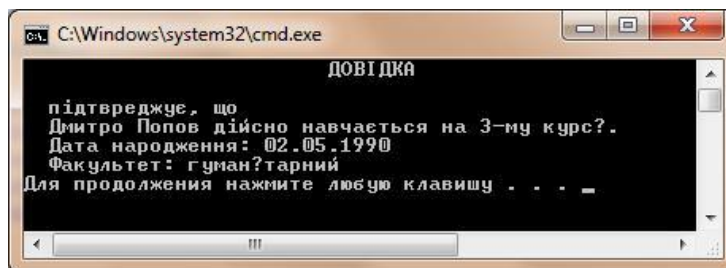 C:\Windows\system32\cmd.exe
ДОВІДКА
підтвреджує, що
Дмитро Попов дійсно навчається на 3-му курс?.
Дата народження: 02.05.1990
Факультет: гуман?тарний
Для продолжения нажмите любую клавишу . . . _